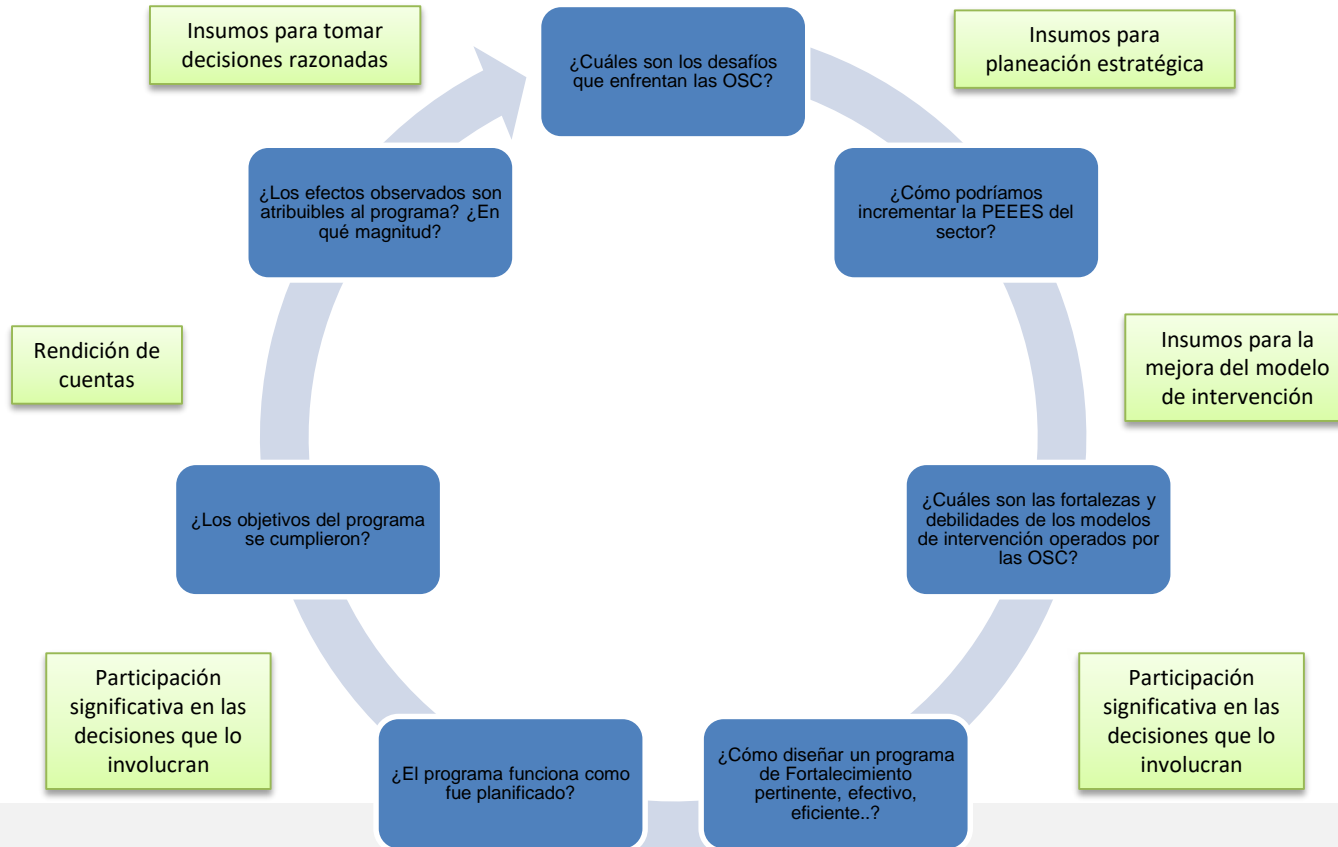 Insumos para tomar
decisiones razonadas
¿Cuáles son los desafíos
que enfrentan las OSC?
Insumos para
planeación estratégica
¿Los efectos observados son
atribuibles al programa? ¿En
qué magnitud?
¿Cómo podríamos
incrementar la PEEES del
sector?
Rendición de
cuentas
Insumos para la
mejora del modelo
de intervención
¿Los objetivos del programa
se cumplieron?
¿Cuáles son las fortalezas y
debilidades de los modelos
de intervención operados por
las OSC?
Participación
significativa en las
decisiones que lo
involucran
¿El programa funciona como
fue planificado?
¿Cómo diseñar un programa
de Fortalecimiento
pertinente, efectivo,
eficiente..?
Participación
significativa en las
decisiones que lo
involucran